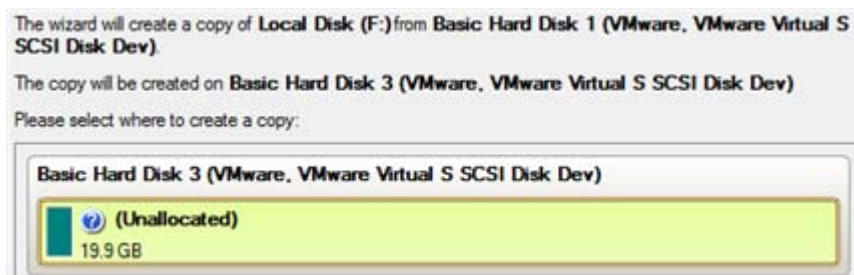 The wizard will create a copy of Local Disk (F:)from Basic Hard Disk 1 (VMware, VMware Virtual S
SCSI Disk Dev).
The copy will be created on Basic Hard Disk 3 (VMware, VMware Virtual S SCSI Disk Dev)
Please select where to create a copy:
Basic Hard Disk 3 (VMware, VMware Virtual S SCSI Disk Dev)
(Unallocated)
19.9 GB